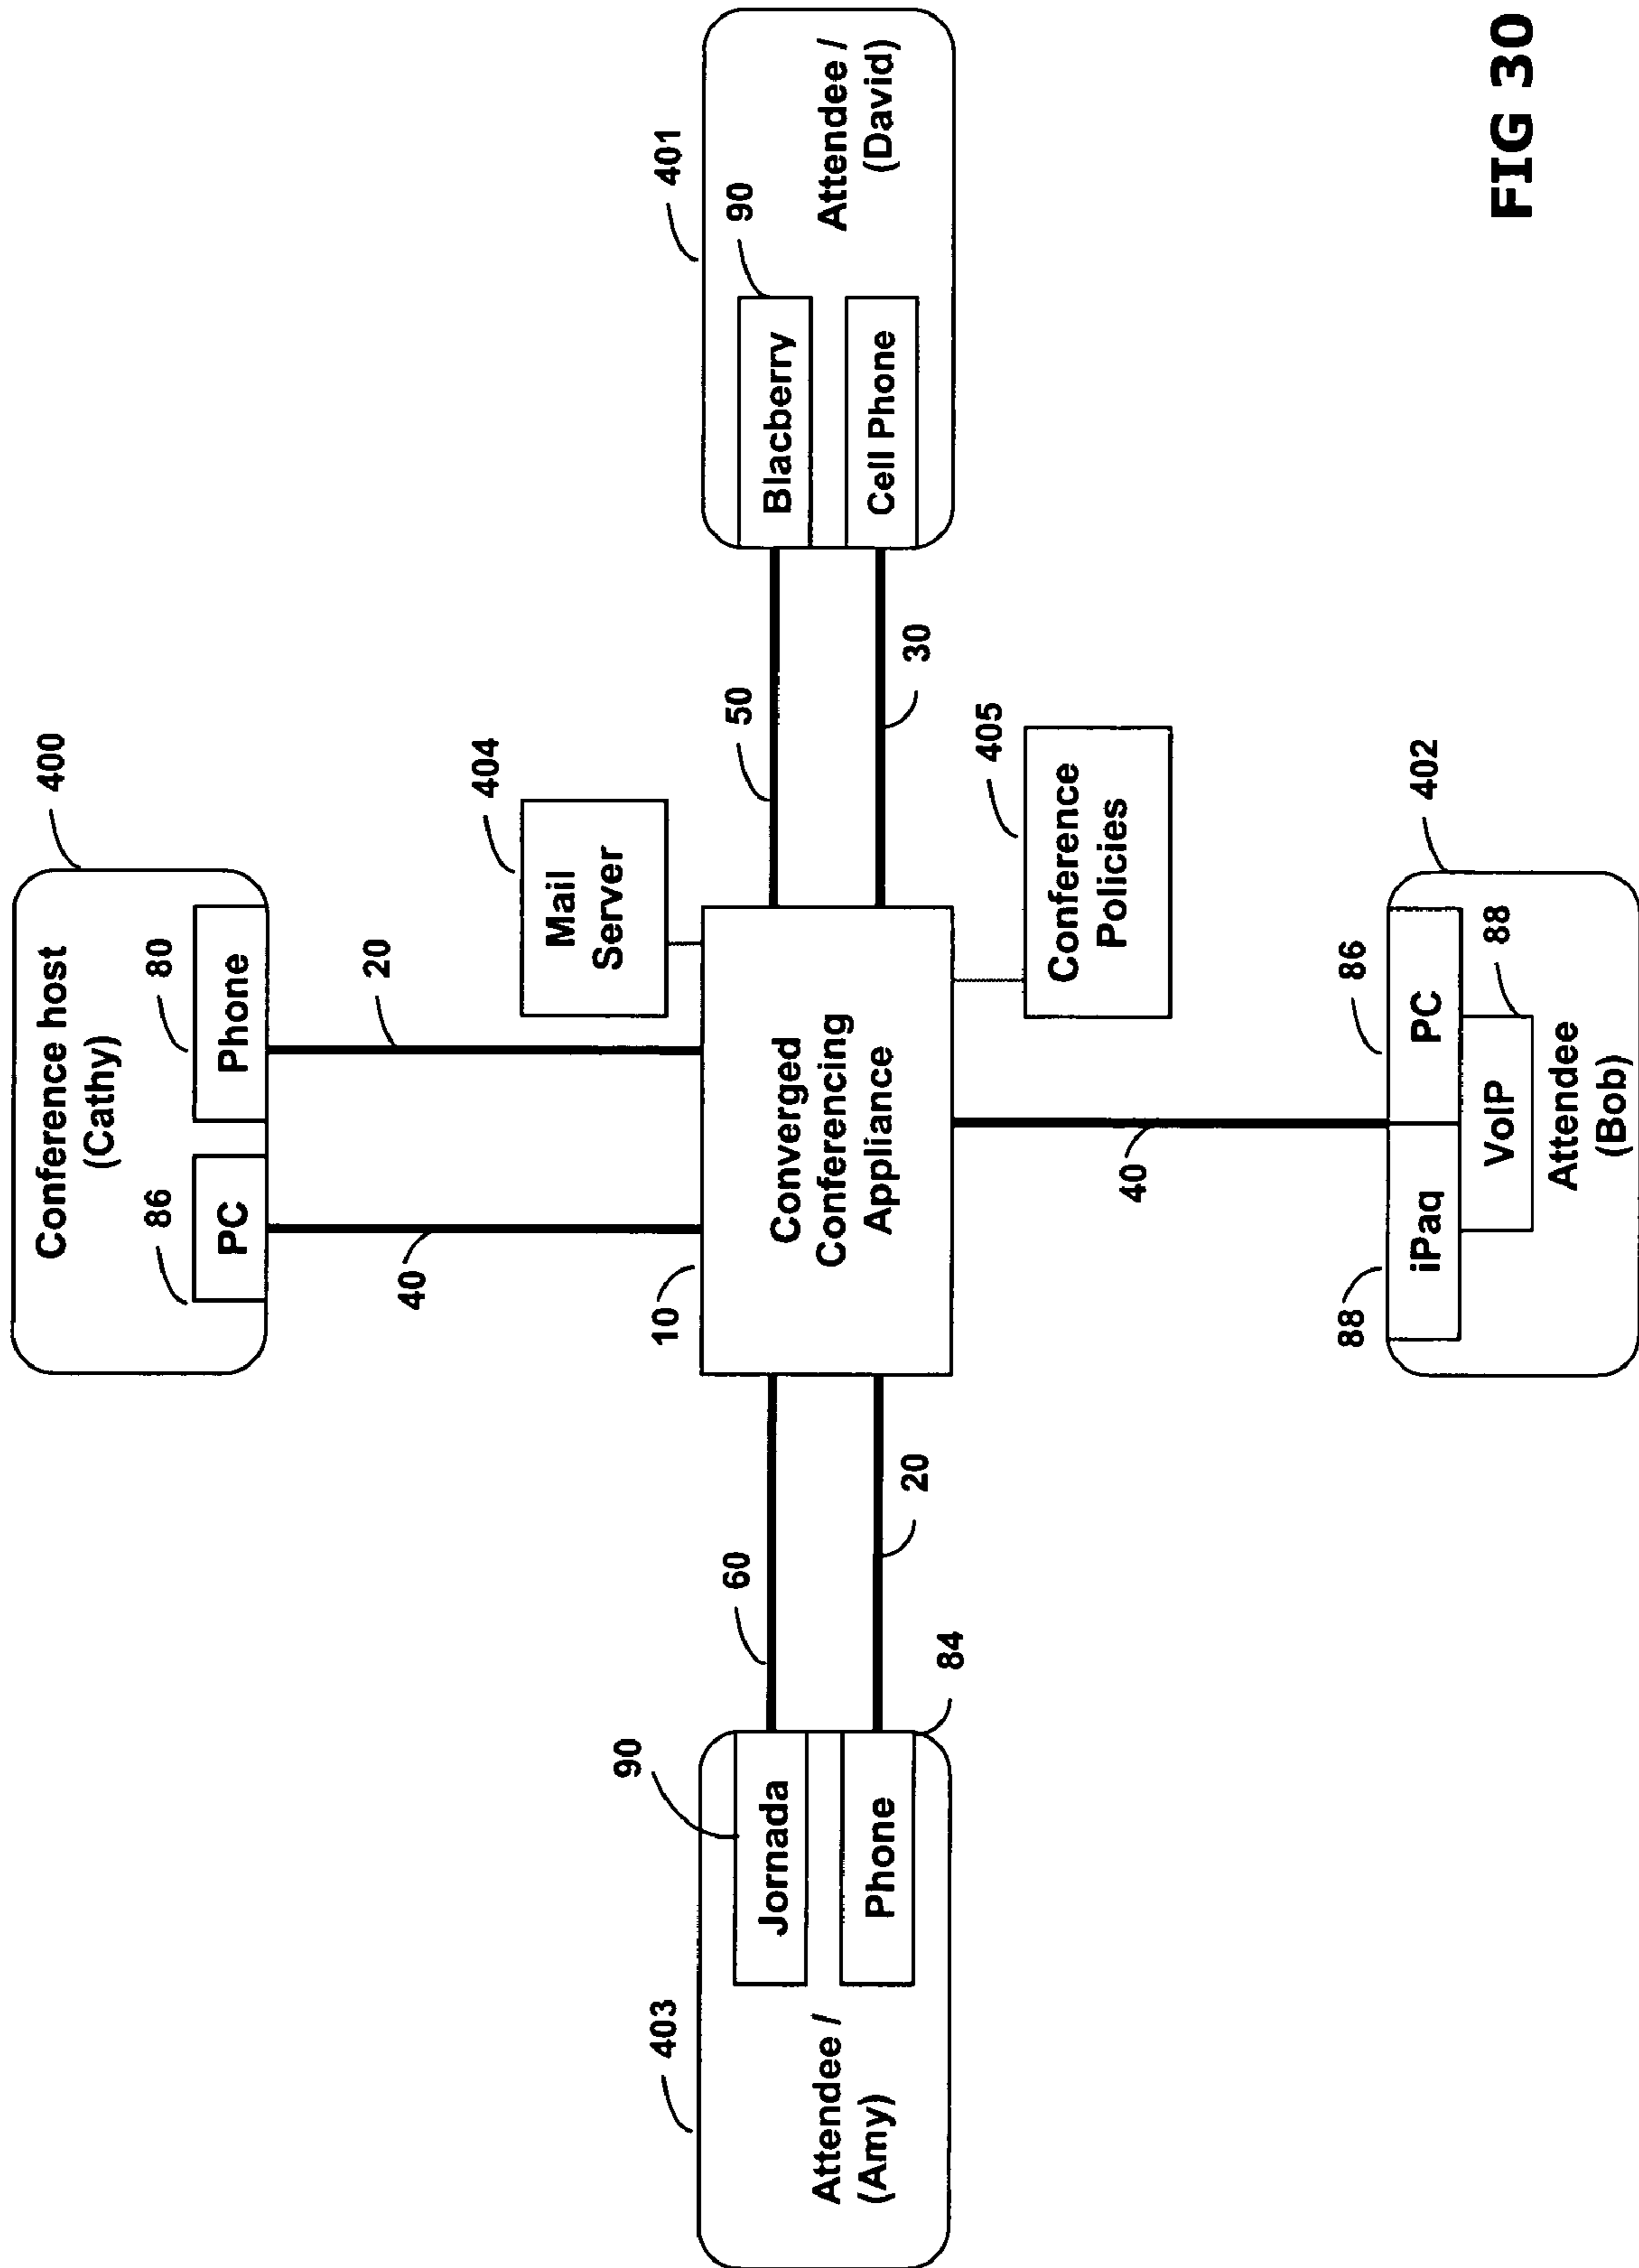 400
Conference host
(Cathy)
86
PC
80
Phone
40
20
404
Mail
Server
403
90
Jornada
Phone
Attendee /
(Amy)
84
60
20
10
Converged
Conferencing
Appliance
50
30
401
90
Blacberry
Cell Phone
Attendee /
(David)
405
Conference
Policies
40
402
88
iPaq
86
PC
VoIP
88
Attendee
(Bob)
FIG 30